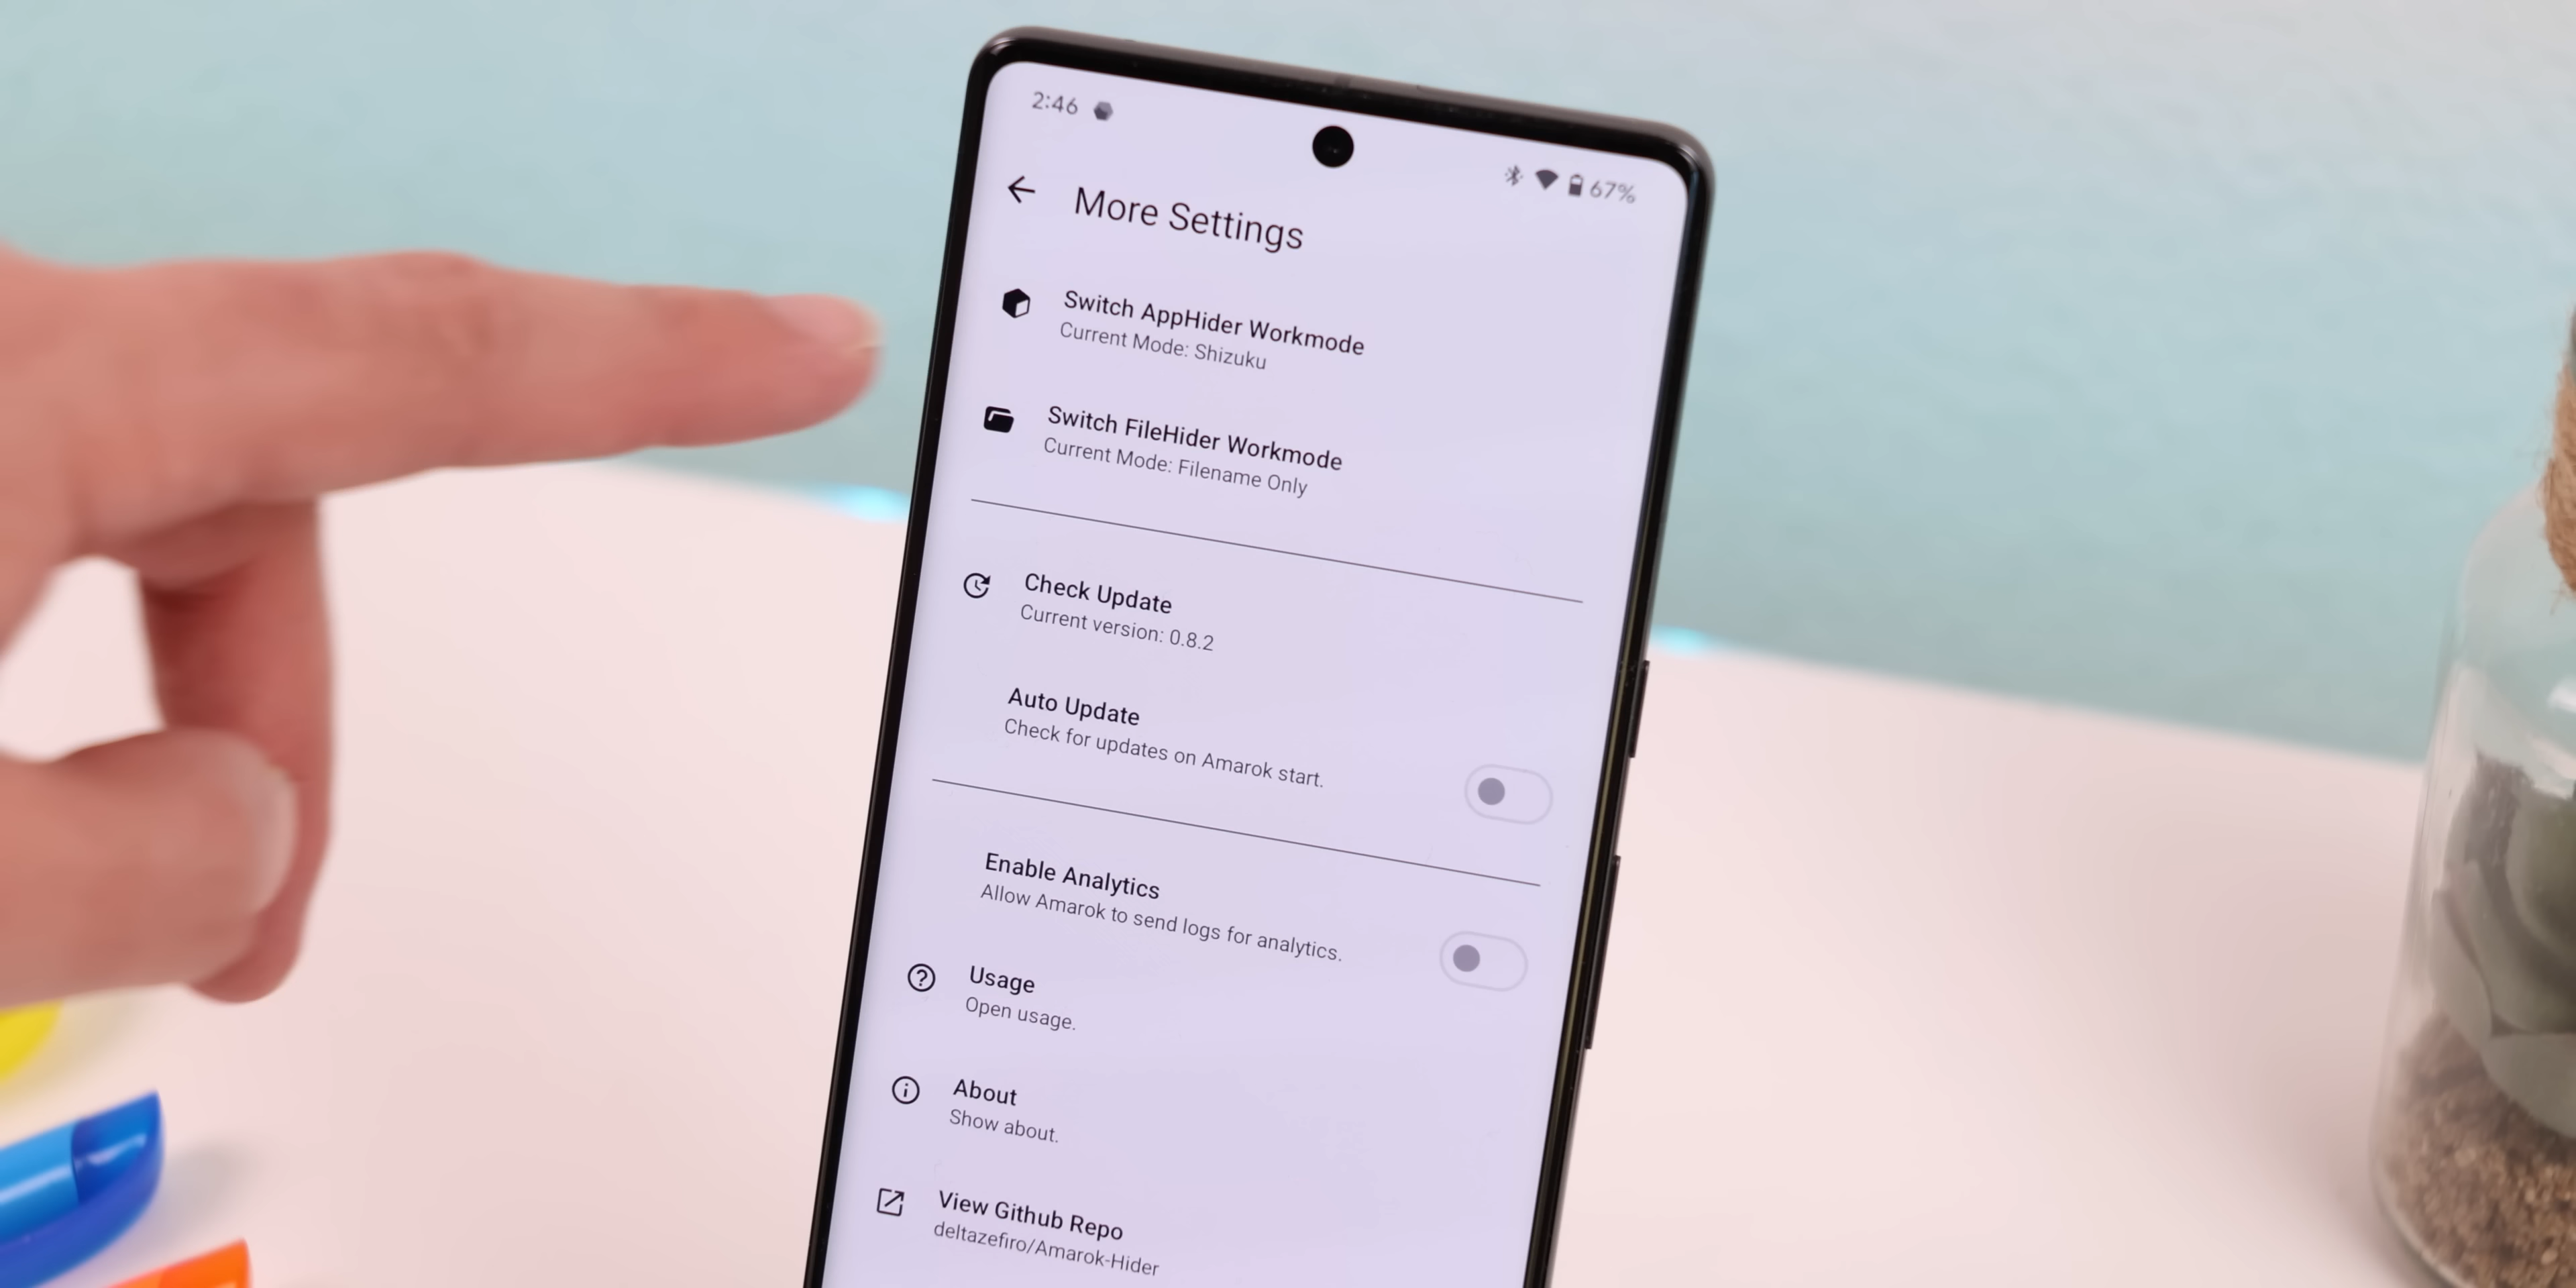 2:46
67%
More Settings
Switch AppHider Workmode
Current Mode: Shizuku
Switch FileHider Workmode
Current Mode: Filename Only
Check Update
Current version: 0.8.2
Auto Update
Check for updates on Amarok start.
Enable Analytics
Allow Amarok to send logs for analytics.
Usage
Open usage.
About
Show about.
View Github Repo
deltazefiro/Amarok-Hider